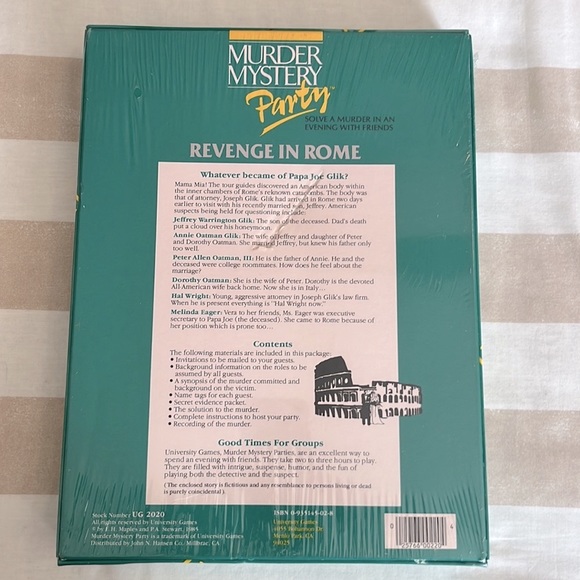 MURDER
MYSTERY
Party™
SOLVE A MURDER IN AN
EVENING WITH FRIENDS
REVENGE IN ROME
Whatever became of Papa Joe Glik?
Mama Mia! The tour guides discovered an American body within
the inner chambers of Rome's reknown catacombs. The body was
that of attorney, Joseph Glik. Glik had arrived in Rome two days
earlier to visit with his recently married son, Jeffrey. American
suspects being held for questioning include:
Jeffrey Warrington Glik: The son of the deceased. Dad's death
put a cloud over his honeymoon.
Annie Oatman Glik: The wife of Jeffrey and daughter of Peter
and Dorothy Oatman. She married Jeffrey, but knew his father only
too well.
Peter Allen Oatman, III: He is the father of Annie. He and the
deceased were college roommates. How does he feel about the
marriage?
Dorothy Oatman: She is the wife of Peter. Dorothy is the devoted
All-American wife back home. Now she is in Italy...
Hal Wright: Young, aggressive attorney in Joseph Glik's law firm.
When he is present everything is "Hal Wright now."
Melinda Eager: Vera to her friends, Ms. Eager was executive
secretary to Papa Joe (the deceased). She came to Rome because of
her position which is prone too...
Contents
The following materials are included in this package:
• Invitations to be mailed to your guests.
• Background information on the roles to be
assumed by all guests.
• A synopsis of the murder committed and
background on the victim.
• Name tags for each guest.
• Secret evidence packet.
• The solution to the murder.
• Complete instructions to host your party.
• Recording of the murder.
Good Times For Groups
University Games, Murder Mystery Parties, are an excellent way to
spend an evening with friends. They take two to three hours to play.
They are filled with intrigue, suspense, humor, and the fun of
playing both the detective and the suspect.
(The enclosed story is fictitious and any resemblance to persons living or dead
is purely coincidental.)
Stock Number: UG 2020
All rights reserved by University Games
© by E. H. Maples and P.A. Stewart, 1985
Murder Mystery Party is a trademark of University Games
Distributed by John N. Hansen Co./Millbrae, CA
ISBN 0-935145-02-8
University Games
Menlo Park, CA
94025
0
4